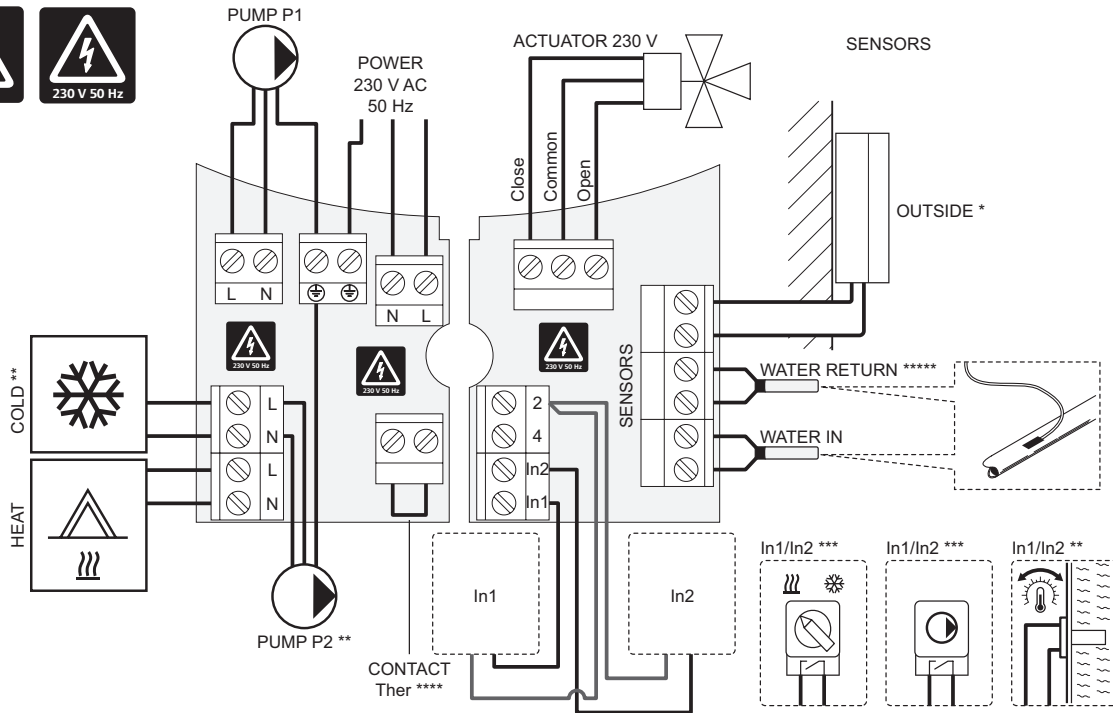 PUMP P1
230 V 50 Hz
POWER
230 V AC
50 Hz
ACTUATOR 230 V
SENSORS
Close
Common
Open
OUTSIDE *
L N
N L
230 V 50 Hz
230 V 50 Hz
230 V 50 Hz
SENSORS
WATER RETURN *****
WATER IN
COLD **
HEAT
L
N
L
N
2
4
In2
In1
PUMP P2 **
CONTACT
Ther ****
In1
In2
In1/In2 ***
In1/In2 ***
In1/In2 **